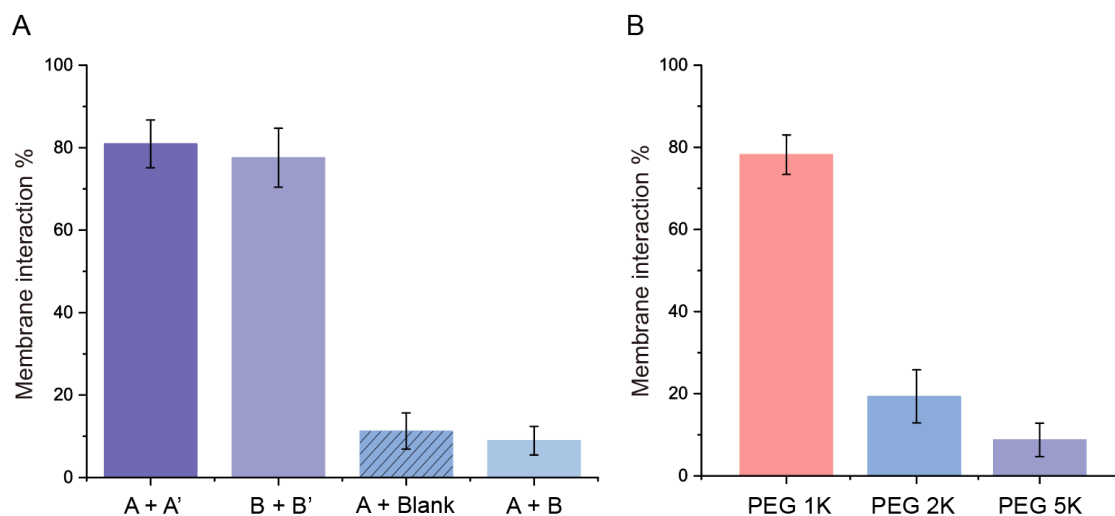 A
Membrane interaction %
100
80
60
40
20
0
A + A’
B + B’
A + Blank
A + B
B
Membrane interaction %
100
80
60
40
20
0
PEG 1K
PEG 2K
PEG 5K